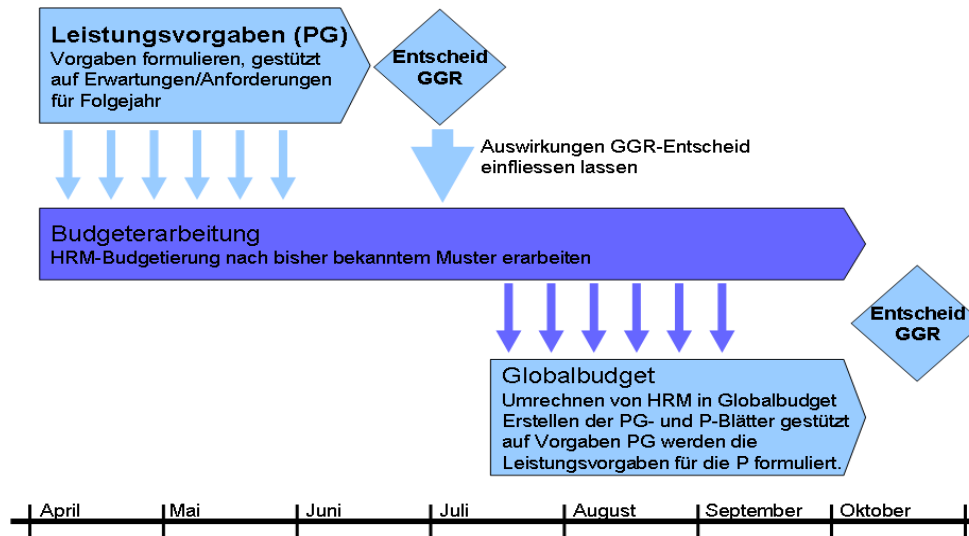 Leistungsvorgaben (PG)
Vorgaben formulieren, gestützt
auf Erwartungen/Anforderungen
für Folgejahr
Entscheid
GGR
Auswirkungen GGR-Entscheid
einfliessen lassen
Budgeterarbeitung
HRM-Budgetierung nach bisher bekanntem Muster erarbeiten
Entscheid
GGR
Globalbudget
Umrechnen von HRM in Globalbudget
Erstellen der PG- und P-Blätter gestützt
auf Vorgaben PG werden die
Leistungsvorgaben für die P formuliert.
April Mai Juni Juli August September Oktober